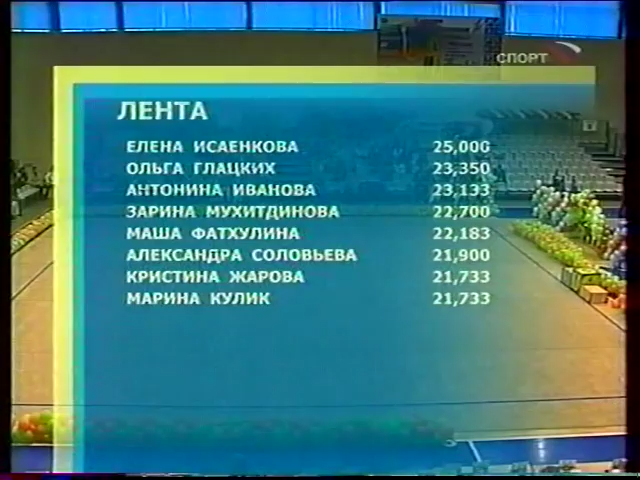 СПОРТ
ЛЕНТА
ЕЛЕНА ИСАЕНКОВА 25,000
ОЛЬГА ГЛАЦКИХ 23,350
АНТОНИНА ИВАНОВА 23,133
ЗАРИНА МУХИТДИНОВА 22,700
МАША ФАТХУЛИНА 22,183
АЛЕКСАНДРА СОЛОВЬЕВА 21,900
КРИСТИНА ЖАРОВА 21,733
МАРИНА КУЛИК 21,733